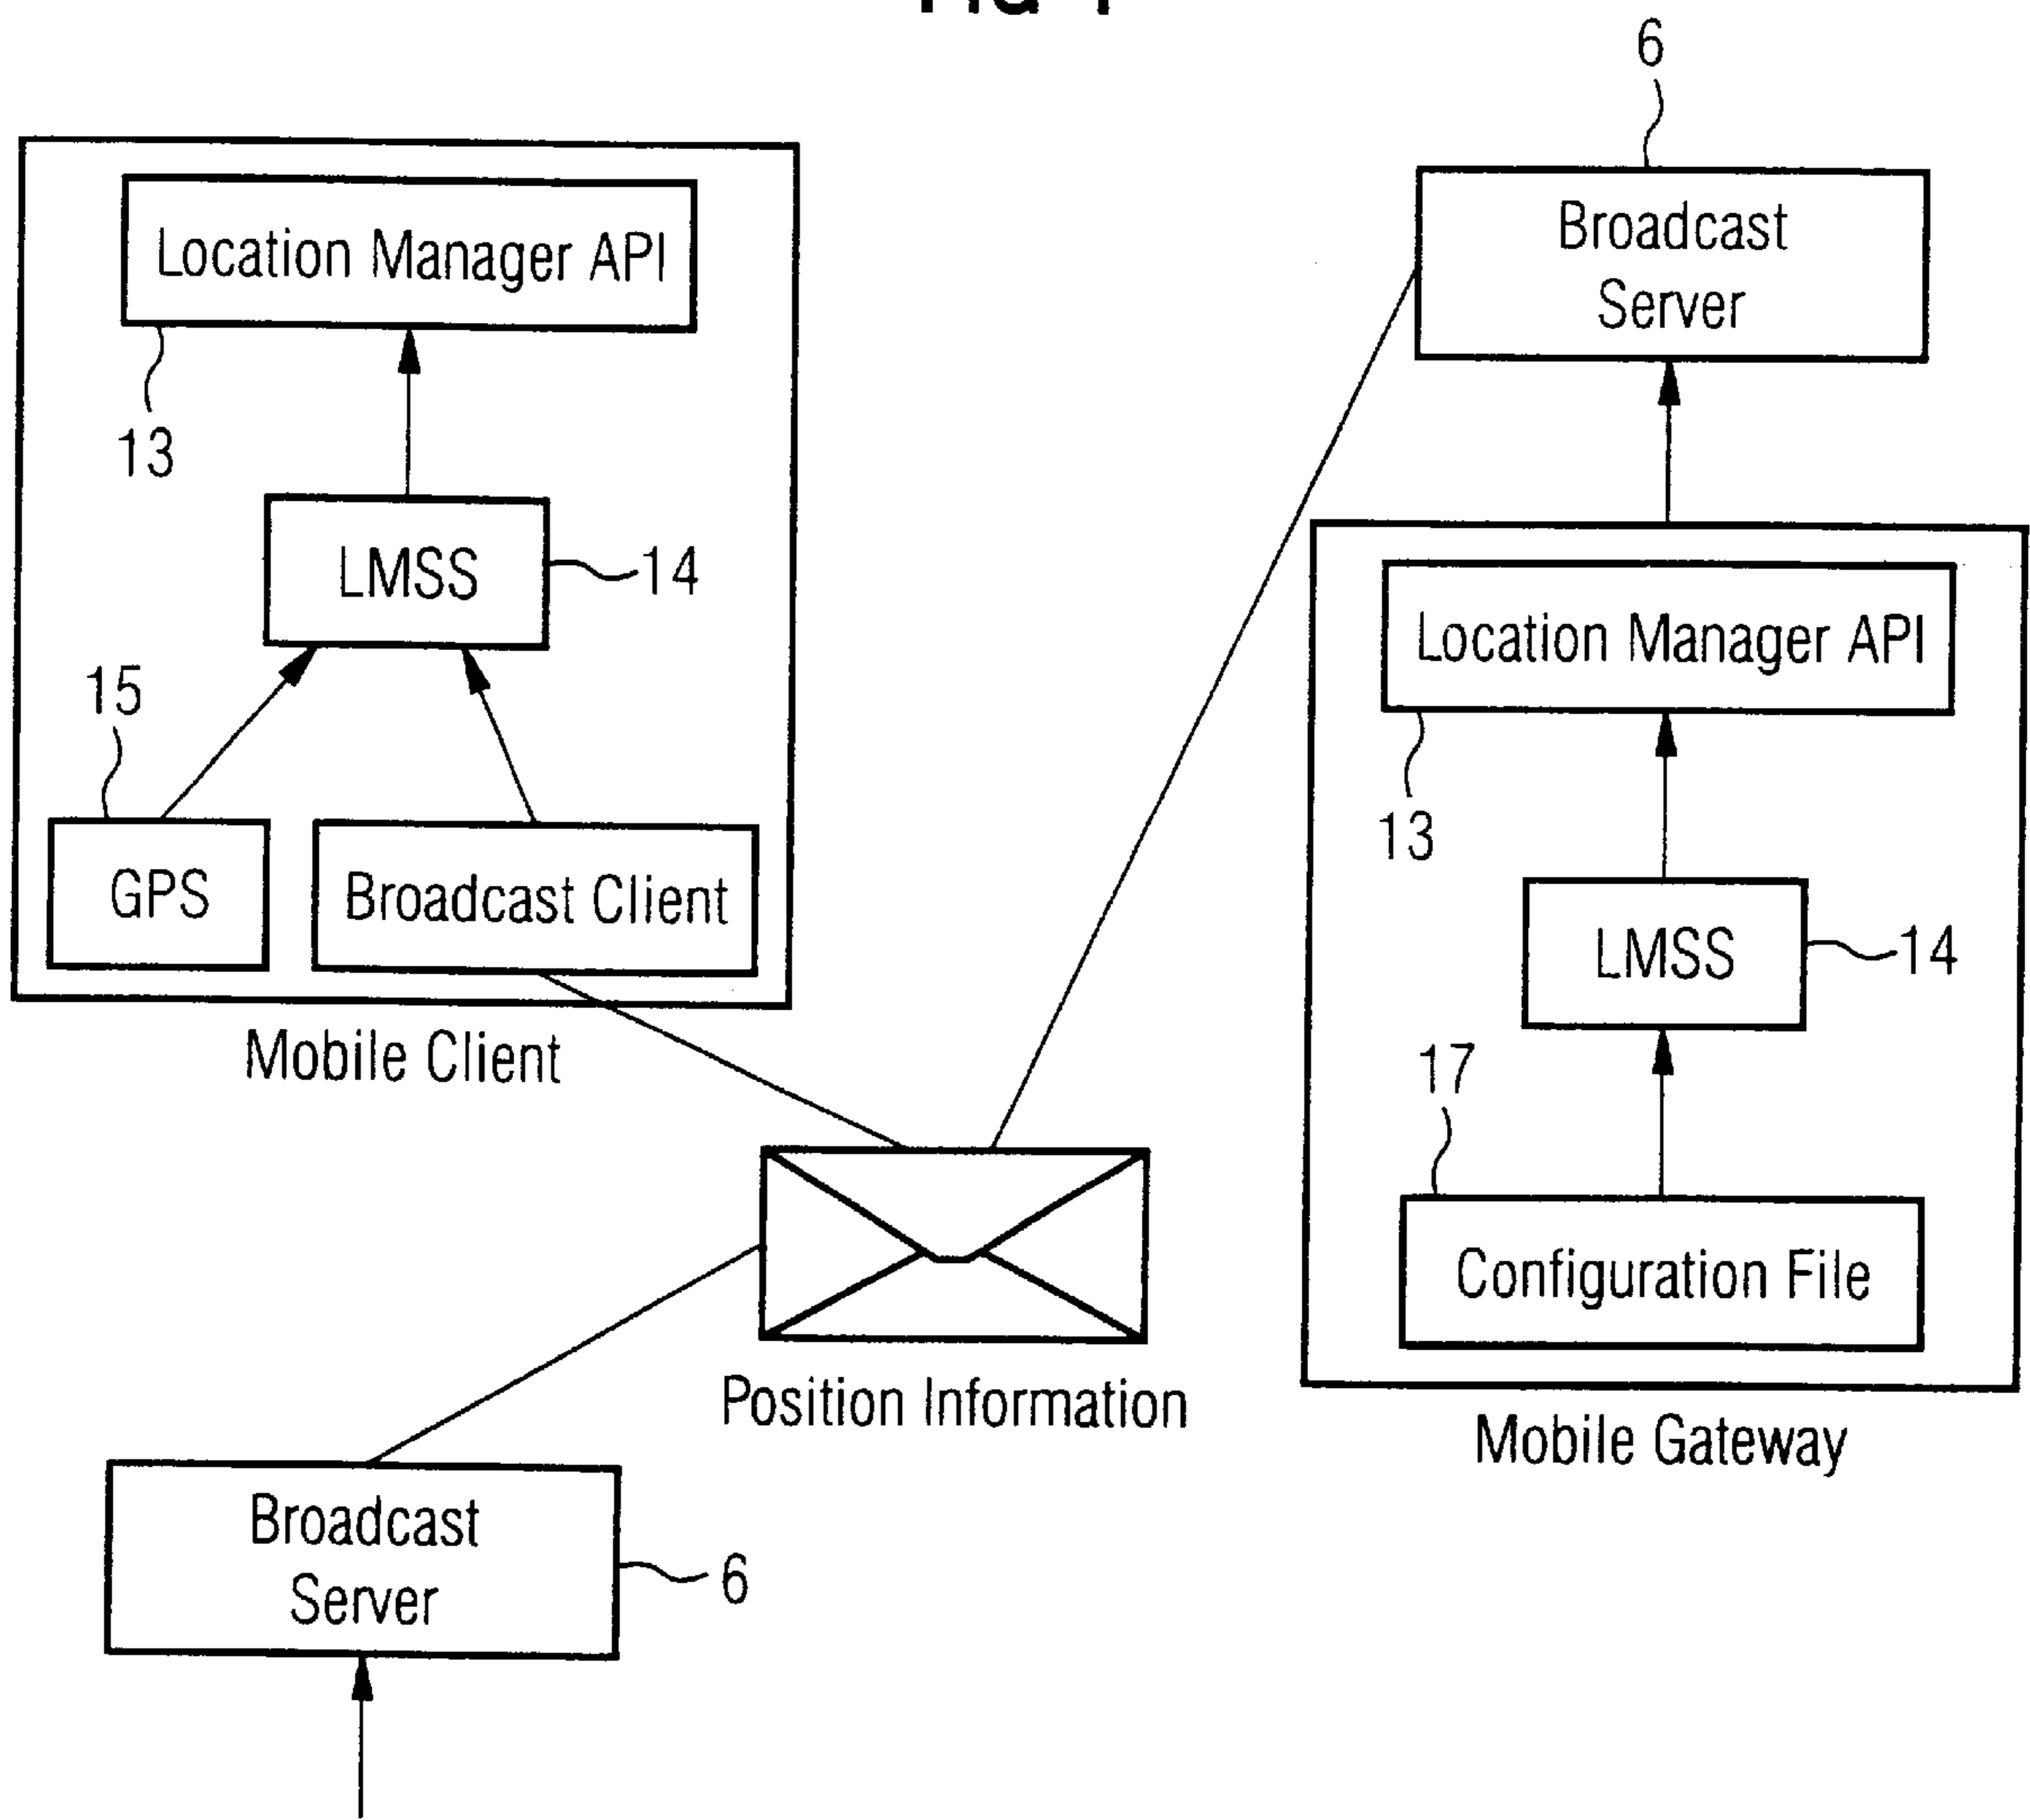 6
Location Manager API
13
LMSS
14
15
GPS
Broadcast Client
Mobile Client
Broadcast
Server
Location Manager API
13
LMSS
14
17
Configuration File
Mobile Gateway
Position Information
Broadcast
Server
6